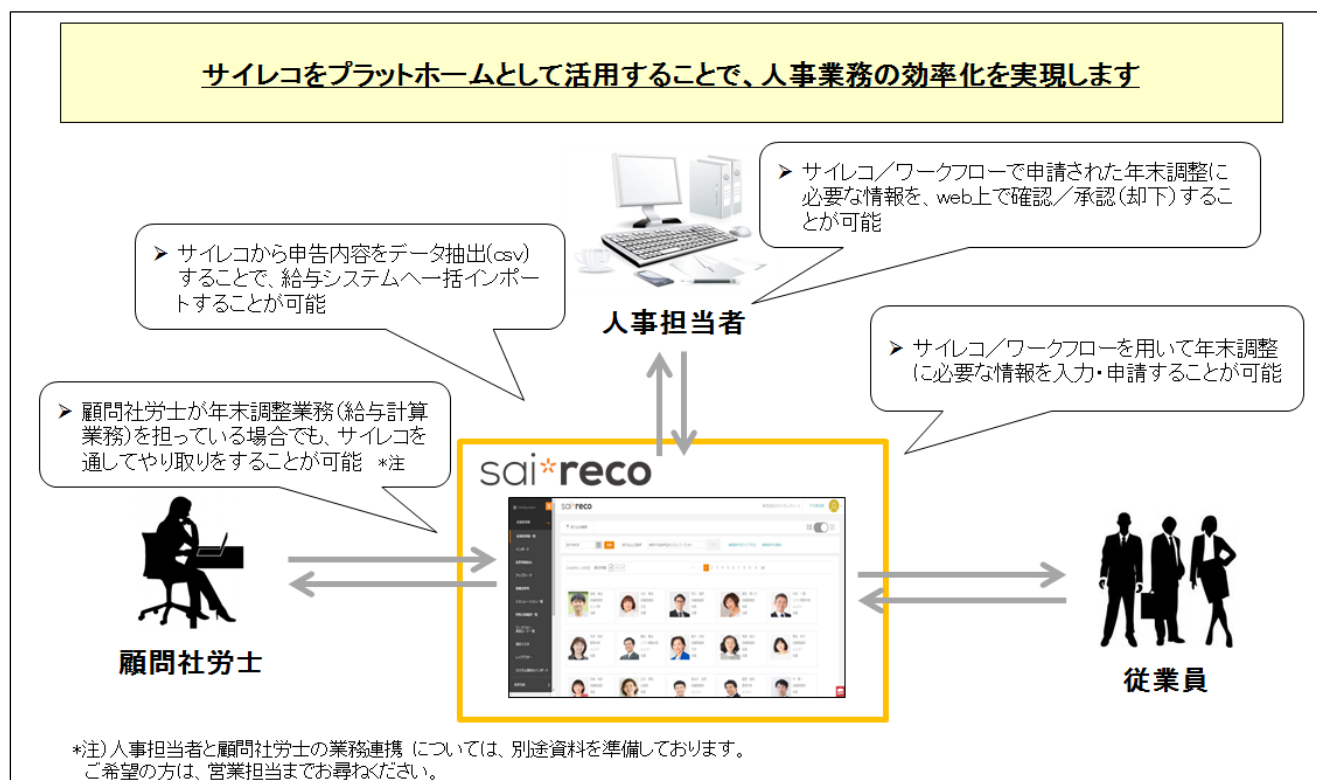 サイレコをプラットホームとして活用することで、人事業務の効率化を実現します
➢ サイレコ／ワークフローで申請された年末調整に
必要な情報を、web上で確認／承認（却下）するこ
とが可能
➢ サイレコから申告内容をデータ抽出(csv)
することで、給与システムへ一括インポー
トすることが可能
人事担当者
➢ サイレコ／ワークフローを用いて年末調整
に必要な情報を入力・申請することが可能
➢ 顧問社労士が年末調整業務（給与計算
業務）を担っている場合でも、サイレコを
通してやり取りをすることが可能 *注
sai*reco
sai*reco
顧問社労士
従業員
*注）人事担当者と顧問社労士の業務連携 については、別途資料を準備しております。
ご希望の方は、営業担当までお尋ねください。